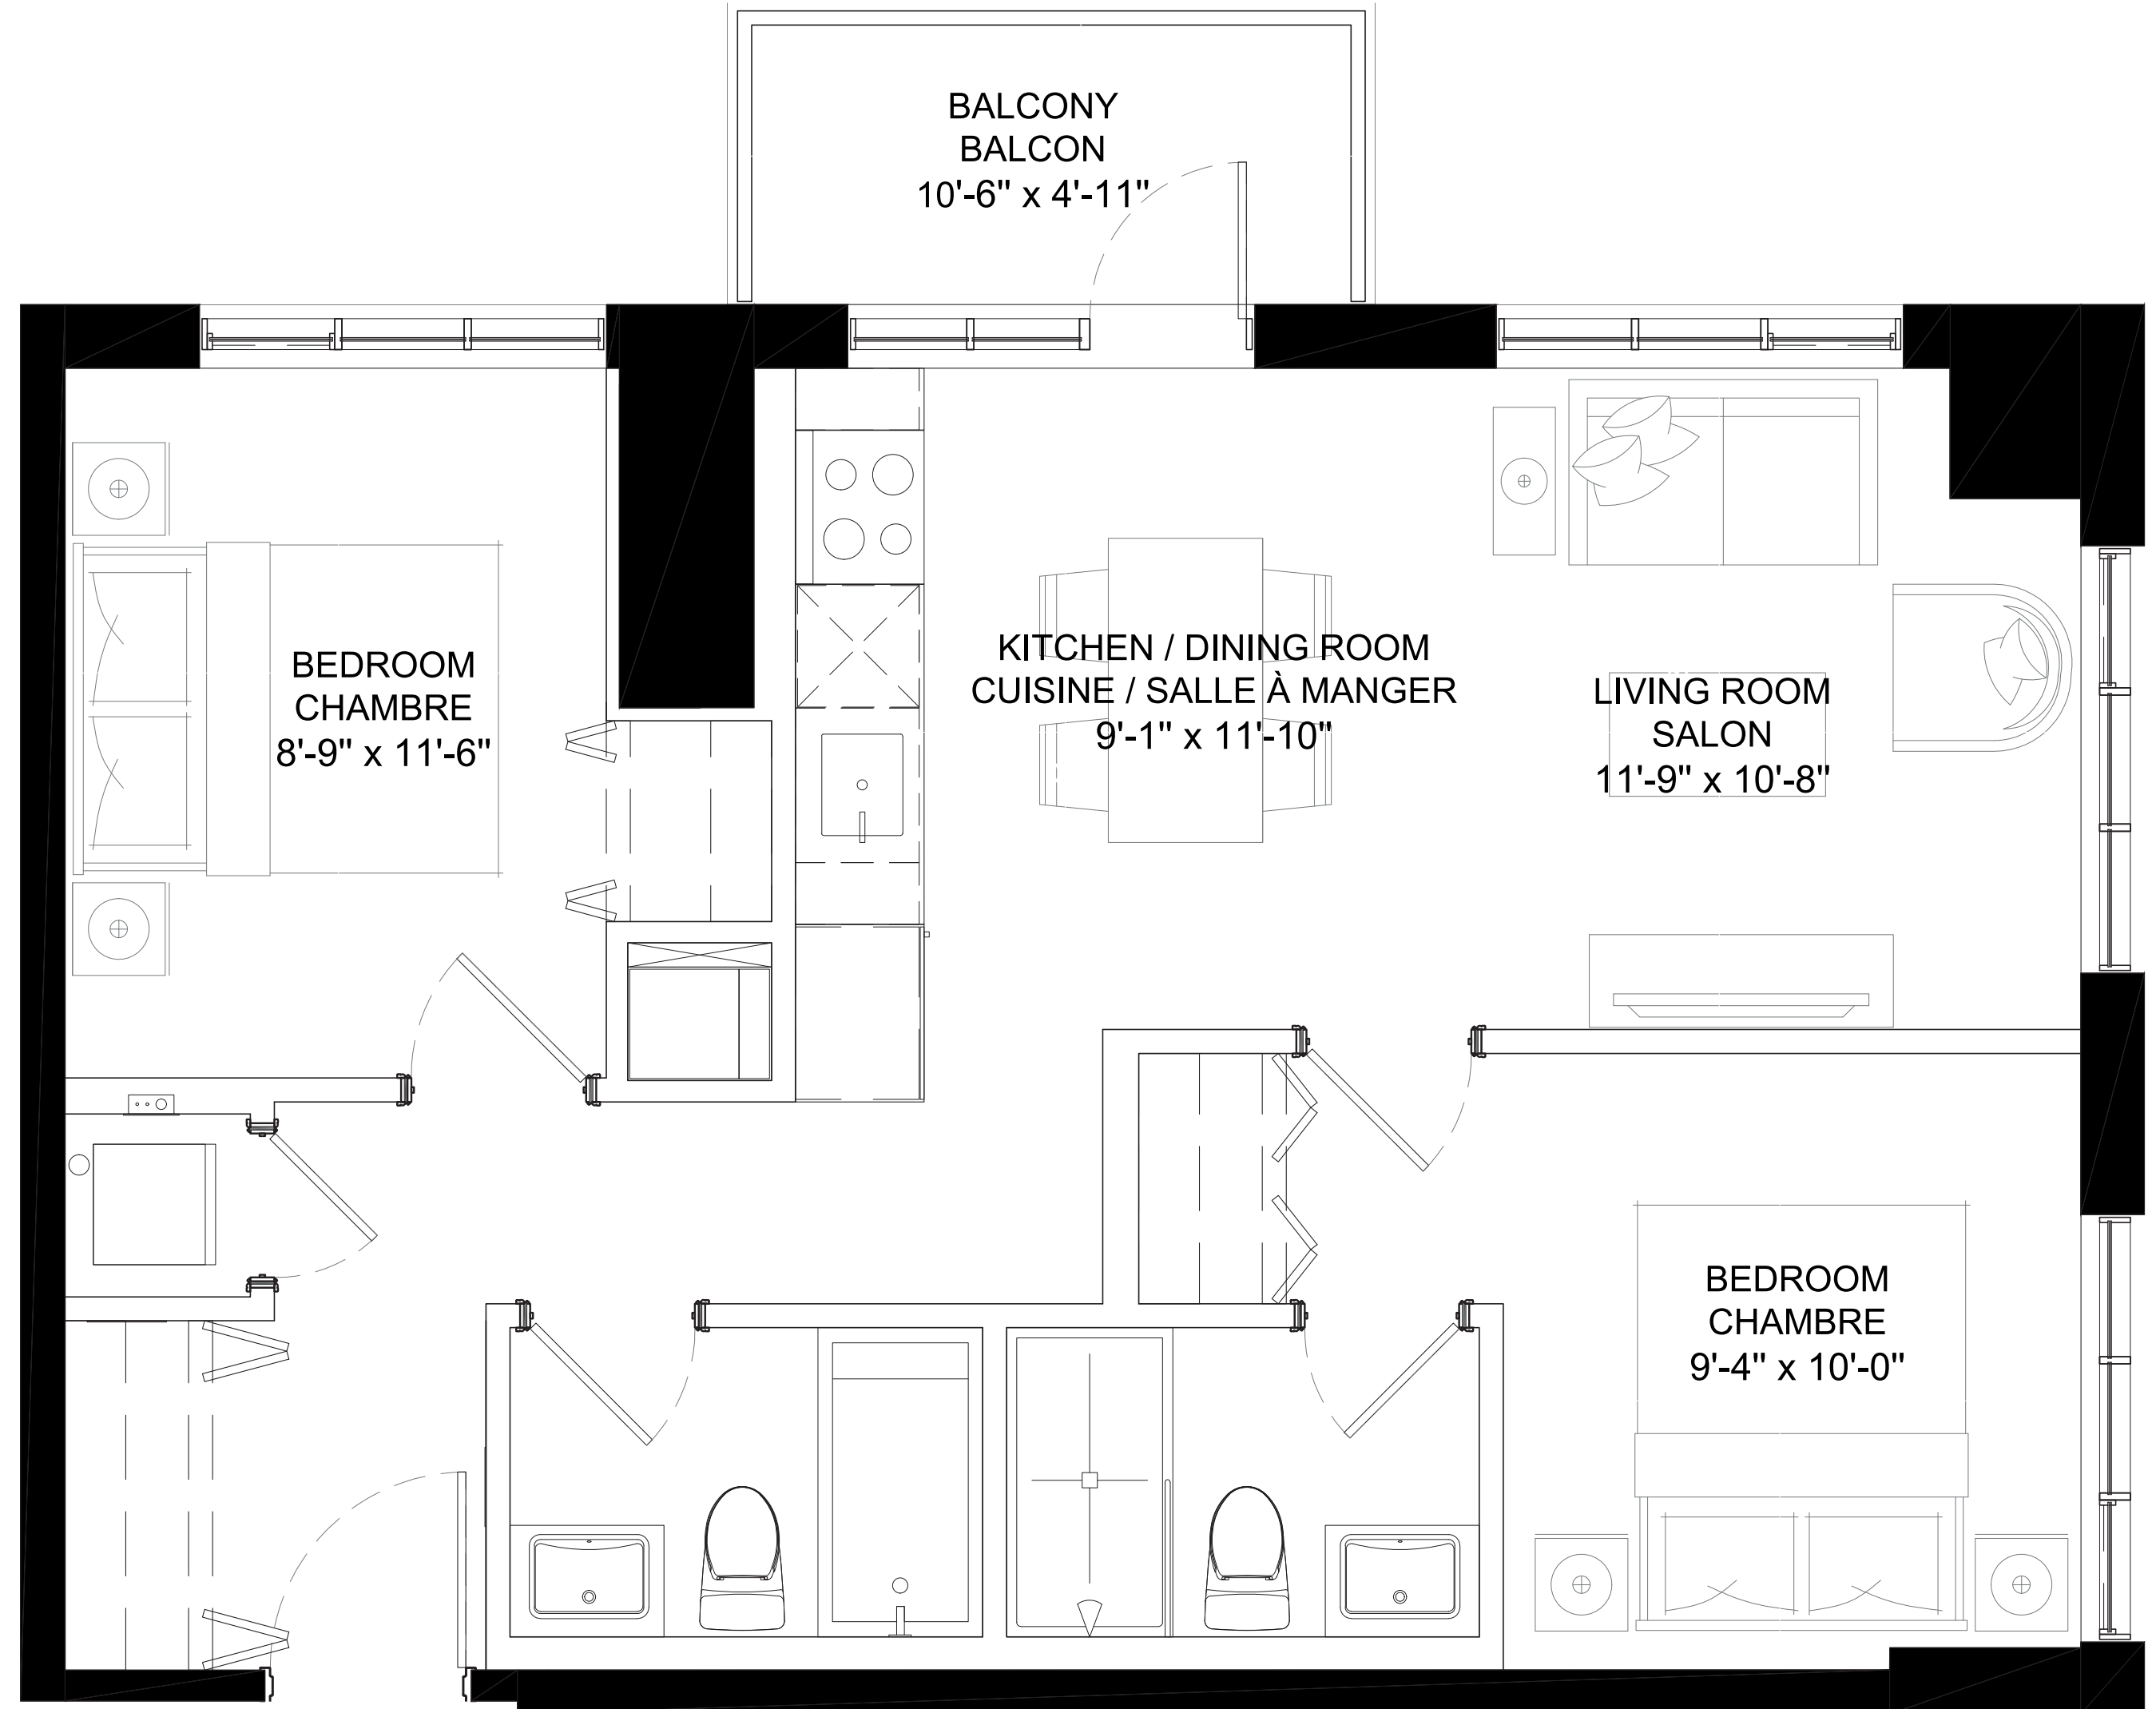 BALCONY
BALCON
10'-6" x 4'-11"
BEDROOM
CHAMBRE
8'-9" x 11'-6"
KITCHEN / DINING ROOM
CUISINE / SALLE À MANGER
9'-1" x 11'-10"
LIVING ROOM
SALON
11'-9" x 10'-8"
BEDROOM
CHAMBRE
9'-4" x 10'-0"